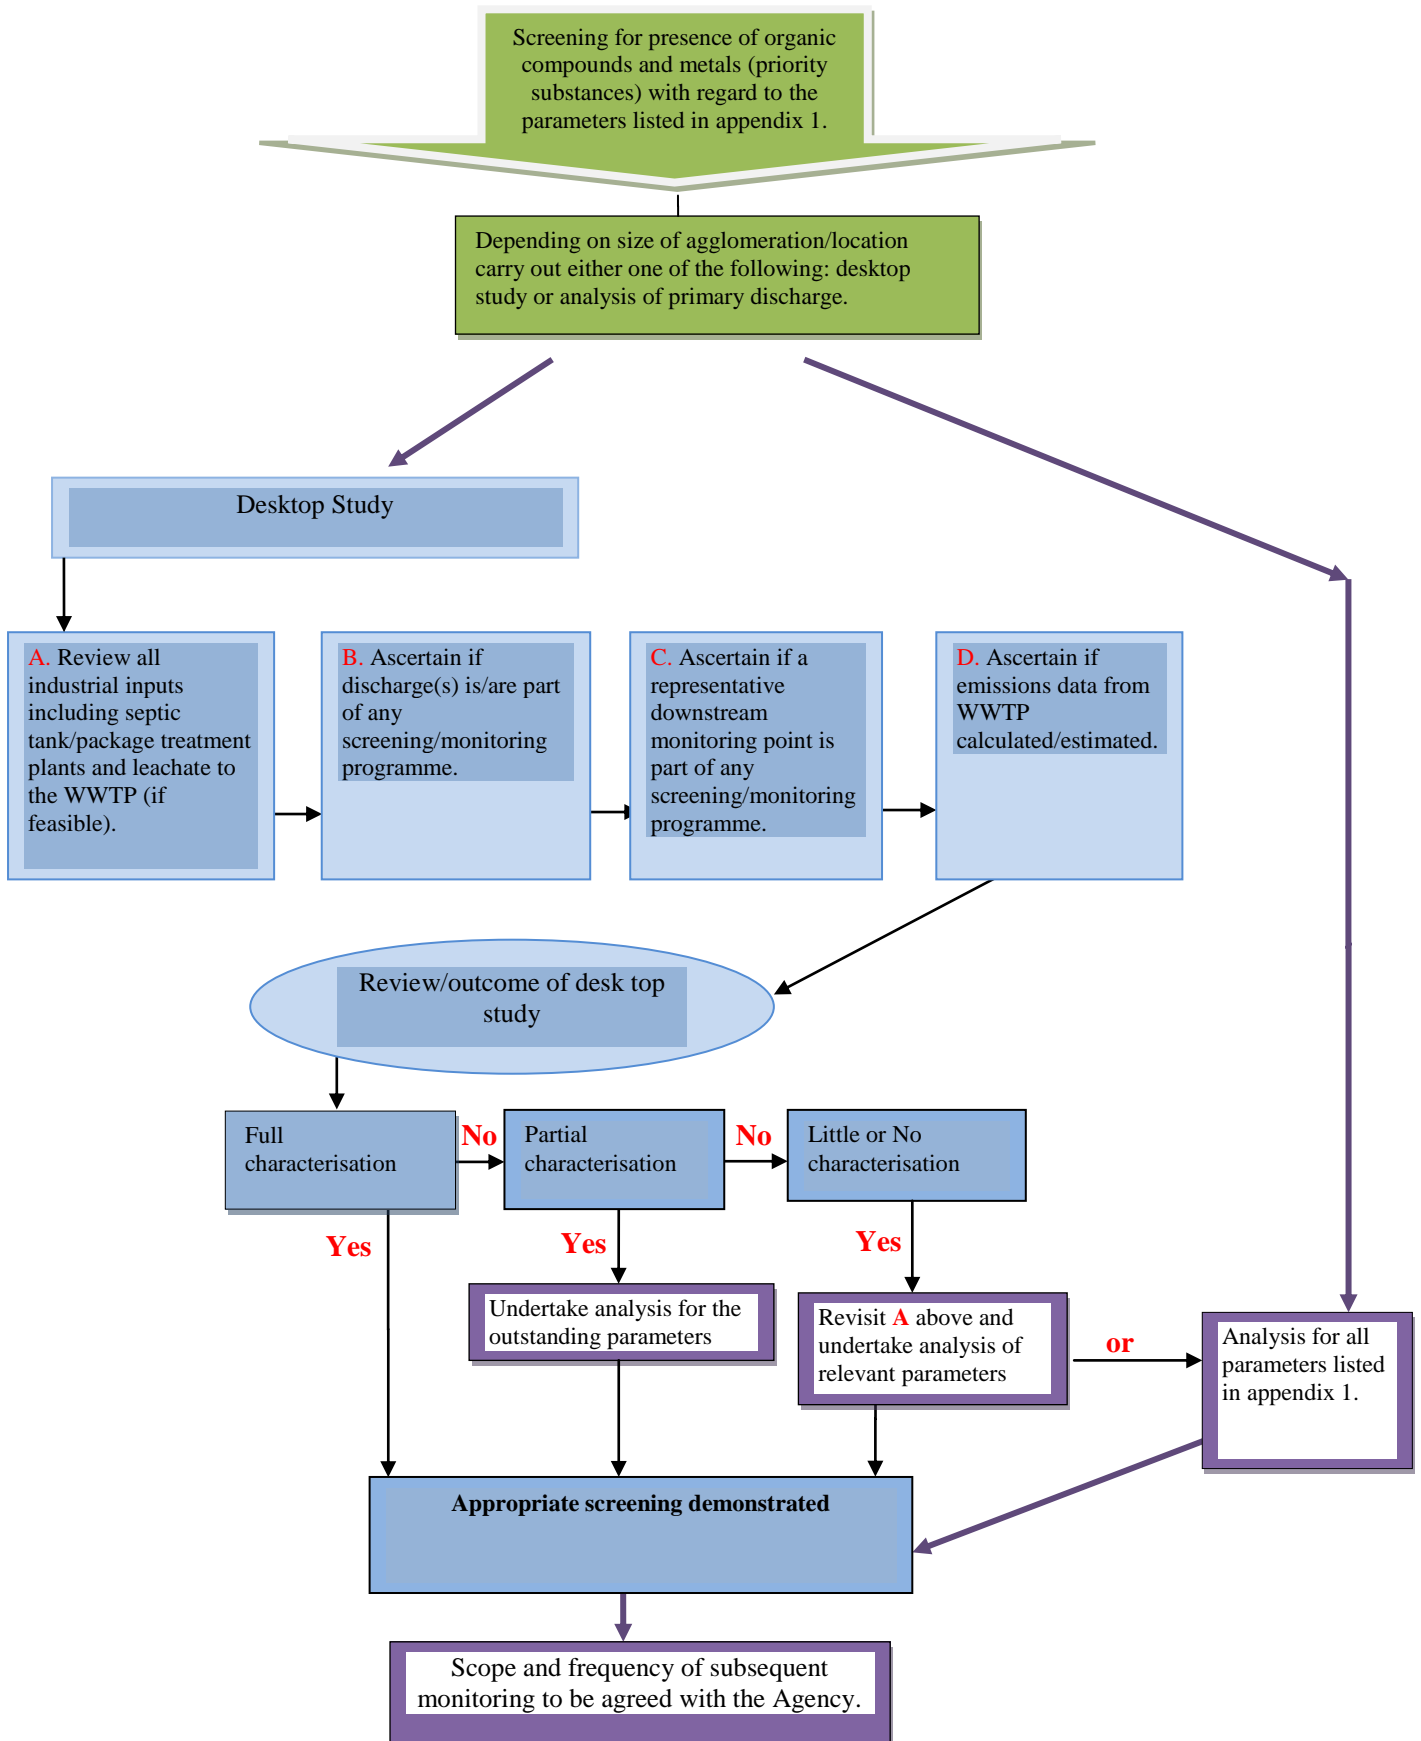 Screening for presence of organic
compounds and metals (priority
substances) with regard to the
parameters listed in appendix 1.
Depending on size of agglomeration/location
carry out either one of the following: desktop
study or analysis of primary discharge.
Desktop Study
A. Review all
industrial inputs
including septic
tank/package treatment
plants and leachate to
the WWTP (if
feasible).
B. Ascertain if
discharge(s) is/are part
of any
screening/monitoring
programme.
C. Ascertain if a
representative
downstream
monitoring point is
part of any
screening/monitoring
programme.
D. Ascertain if
emissions data from
WWTP
calculated/estimated.
Review/outcome of desk top
study
Full
characterisation
No
Partial
characterisation
No
Little or No
characterisation
Yes
Yes
Yes
Undertake analysis for the
outstanding parameters
Revisit A above and
undertake analysis of
relevant parameters
or
Analysis for all
parameters listed
in appendix 1.
Appropriate screening demonstrated
Scope and frequency of subsequent
monitoring to be agreed with the Agency.